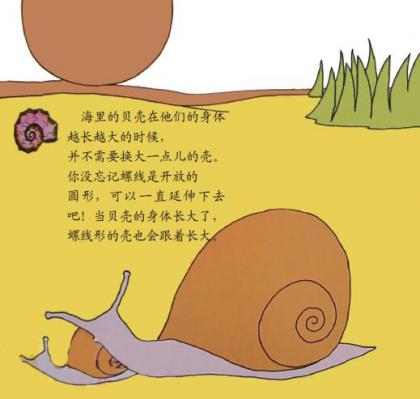 海里的贝壳在他们的身体
越长越大的时候，
并不需要换大一点儿的壳。
你没忘记螺线是开放的
圆形，可以一直延伸下去
吧！当贝壳的身体长大了，
螺线形的壳也会跟着长大。